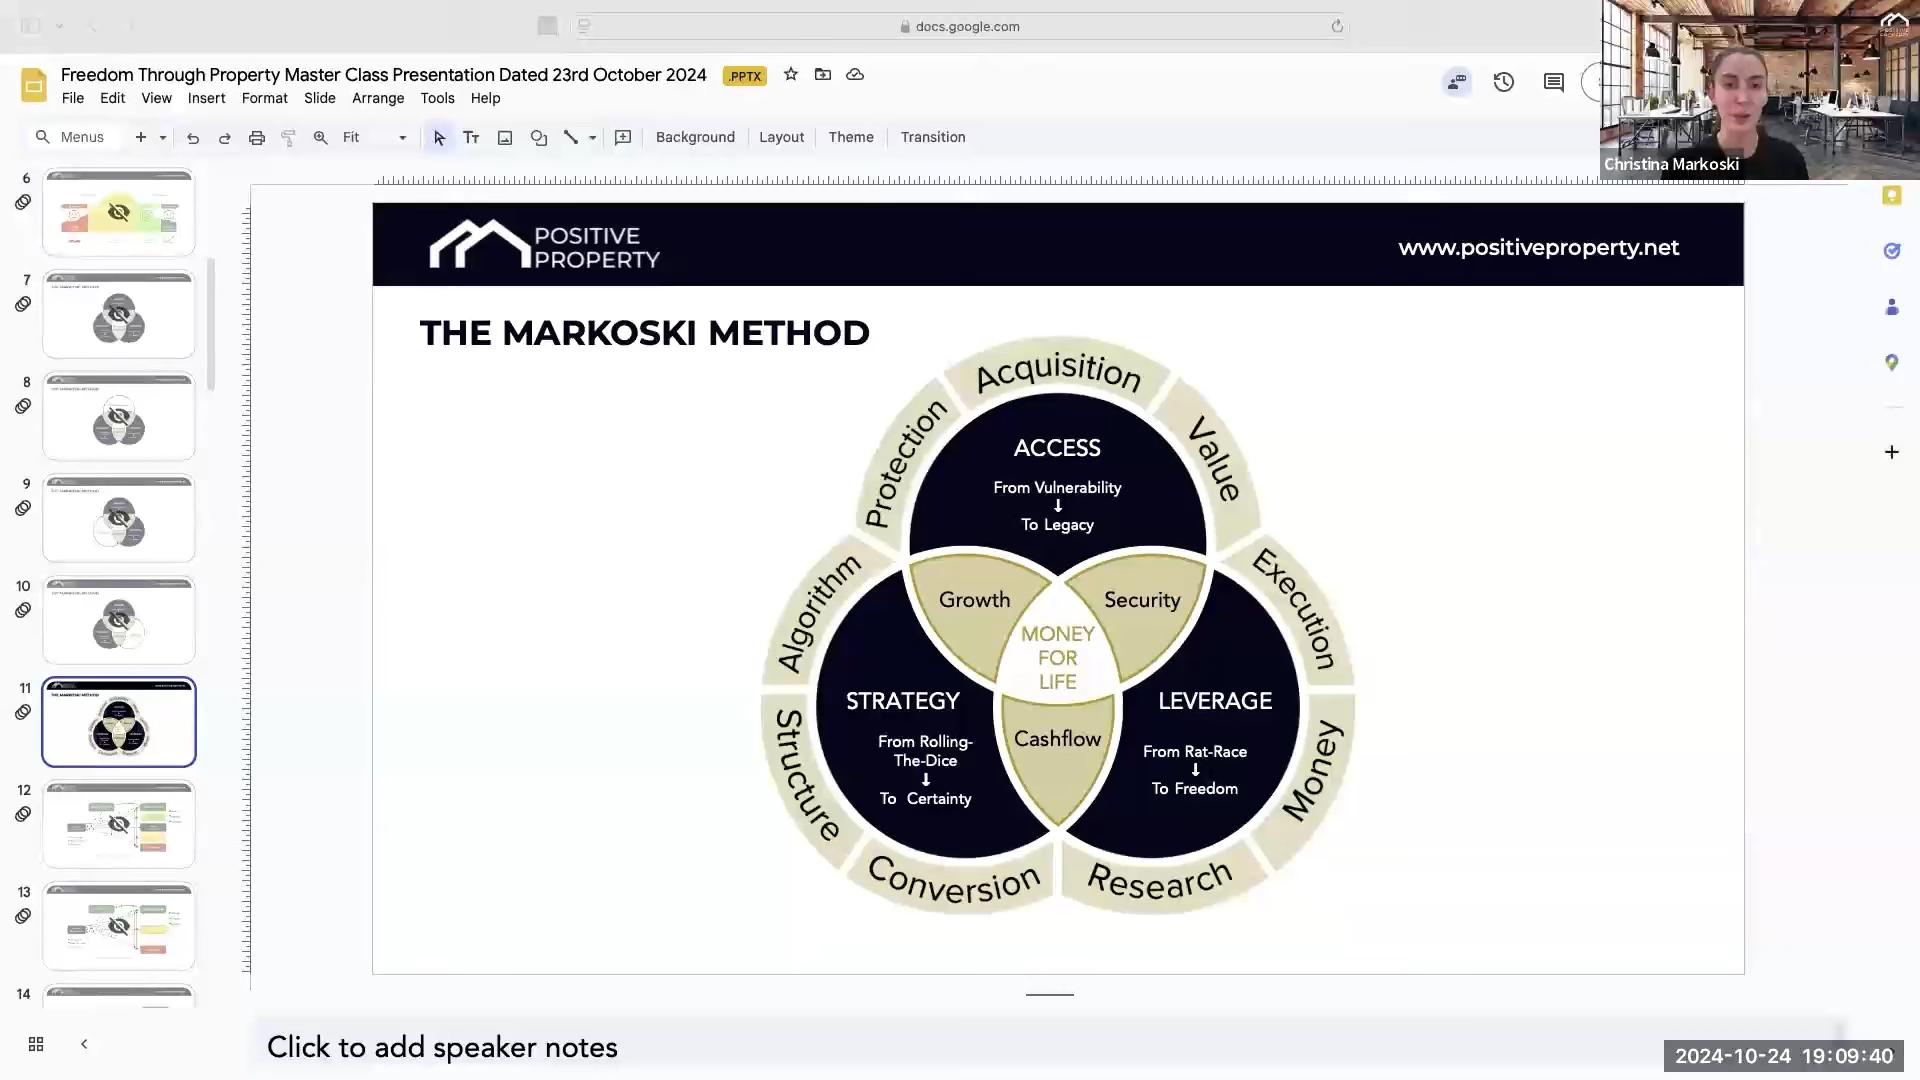 docs.google.com
Freedom Through Property Master Class Presentation Dated 23rd October 2024
.PPTX
File Edit View Insert Format Slide Arrange Tools Help
Menus
Fit
Background Layout Theme Transition
Christina Markoski
POSITIVE
PROPERTY
6
7
8
9
10
11
12
13
14
POSITIVE
PROPERTY
www.positiveproperty.net
THE MARKOSKI METHOD
Acquisition
Protection
Value
ACCESS
From Vulnerability
↓
To Legacy
Algorithm
Execution
Growth
Security
MONEY
FOR
LIFE
STRATEGY
From Rolling-
The-Dice
↓
To Certainty
LEVERAGE
From Rat-Race
↓
To Freedom
Cashflow
Structure
Money
Conversion
Research
Click to add speaker notes
2024-10-24 19:09:40